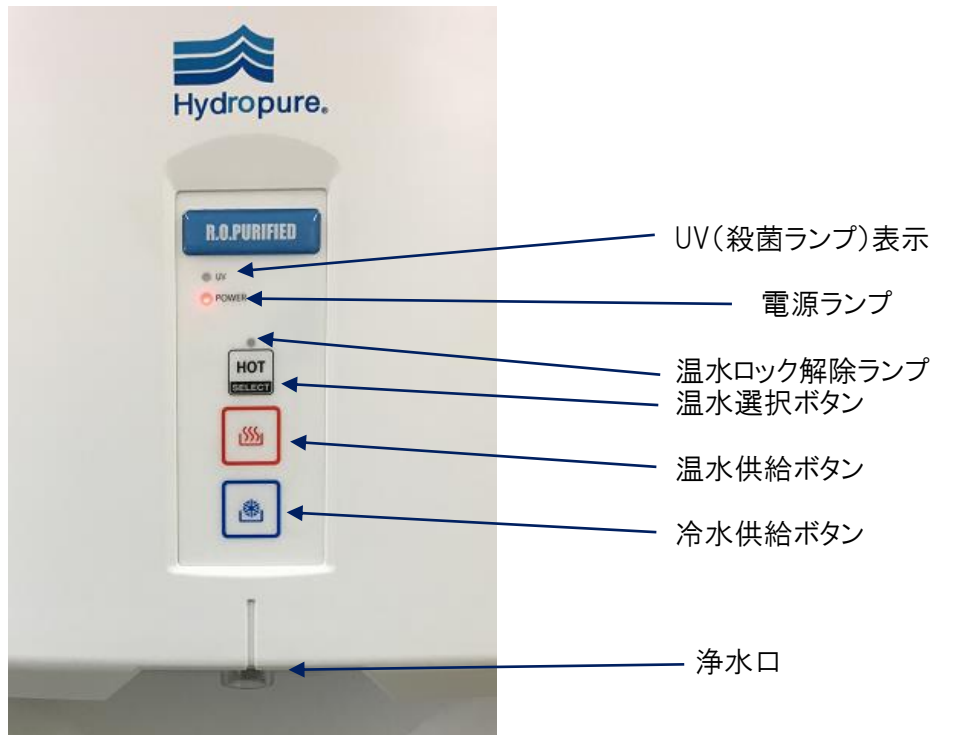 Hydropure®
R.O.PURIFIED
UV
POWER
HOT
SELECT
UV(殺菌ランプ)表示
電源ランプ
温水ロック解除ランプ
温水選択ボタン
温水供給ボタン
冷水供給ボタン
浄水口